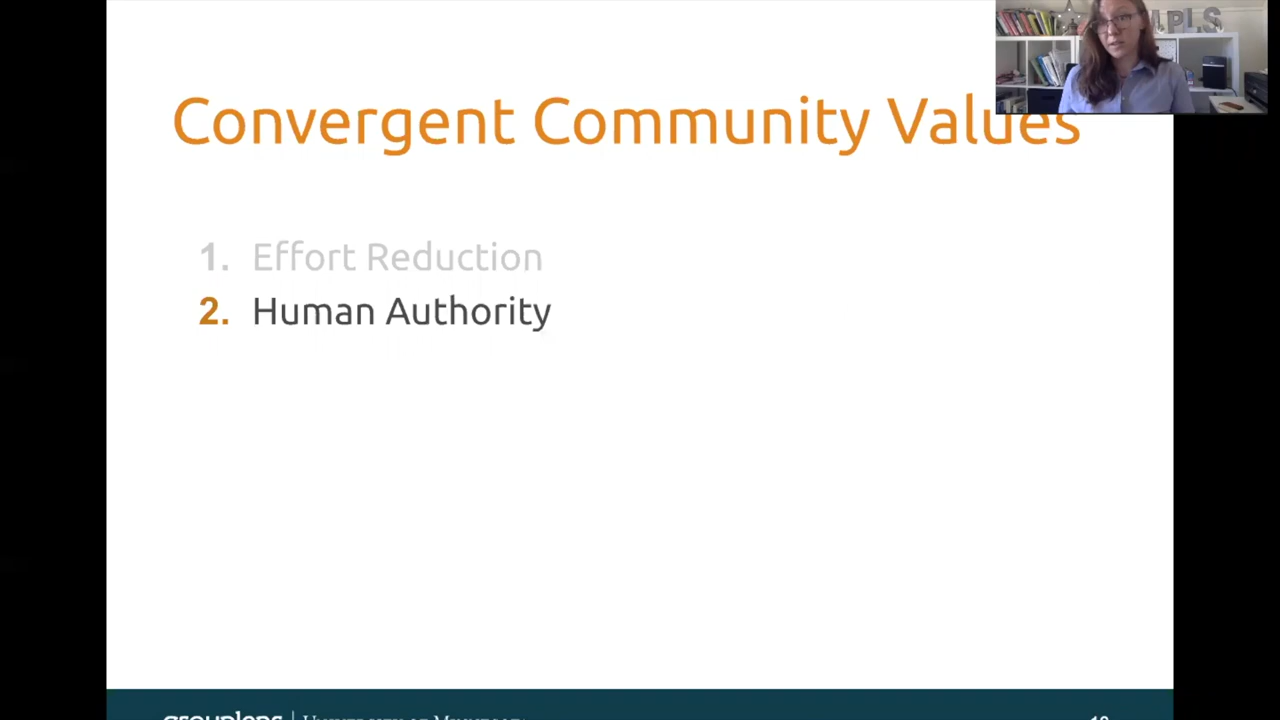 Convergent Community Values
1. Effort Reduction
2. Human Authority